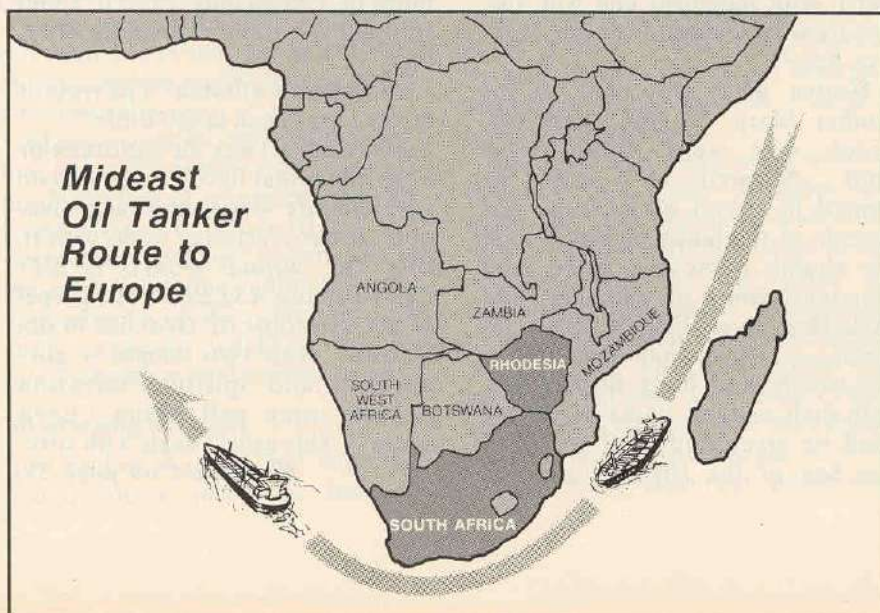 Mideast
Oil Tanker
Route to
Europe
ANGOLA
ZAMBIA
RHODESIA
MOZAMBIQUE
SOUTH
WEST
AFRICA
BOTSWANA
SOUTH AFRICA